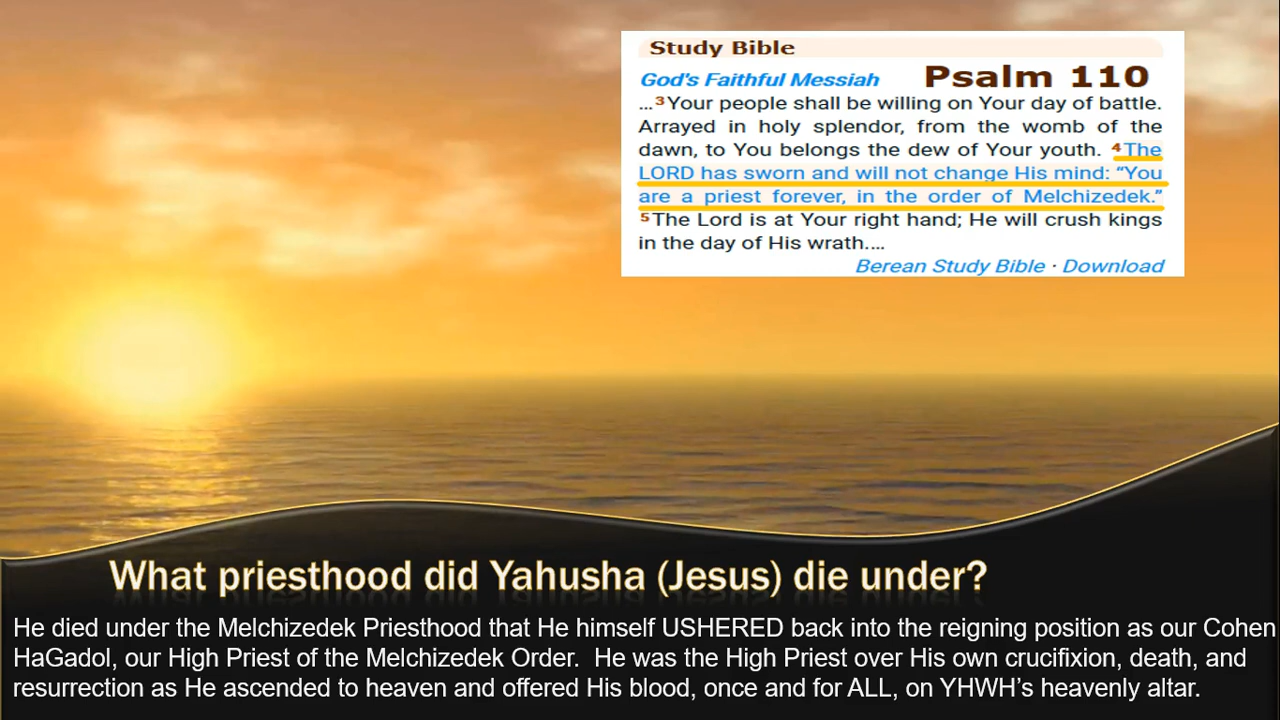 Study Bible
God's Faithful Messiah Psalm 110
...3Your people shall be willing on Your day of battle.
Arrayed in holy splendor, from the womb of the
dawn, to You belongs the dew of Your youth. 4The
LORD has sworn and will not change His mind: “You
are a priest forever, in the order of Melchizedek.”
5The Lord is at Your right hand; He will crush kings
in the day of His wrath....
Berean Study Bible · Download
What priesthood did Yahusha (Jesus) die under?
He died under the Melchizedek Priesthood that He himself USHERED back into the reigning position as our Cohen
HaGadol, our High Priest of the Melchizedek Order.  He was the High Priest over His own crucifixion, death, and
resurrection as He ascended to heaven and offered His blood, once and for ALL, on YHWH’s heavenly altar.